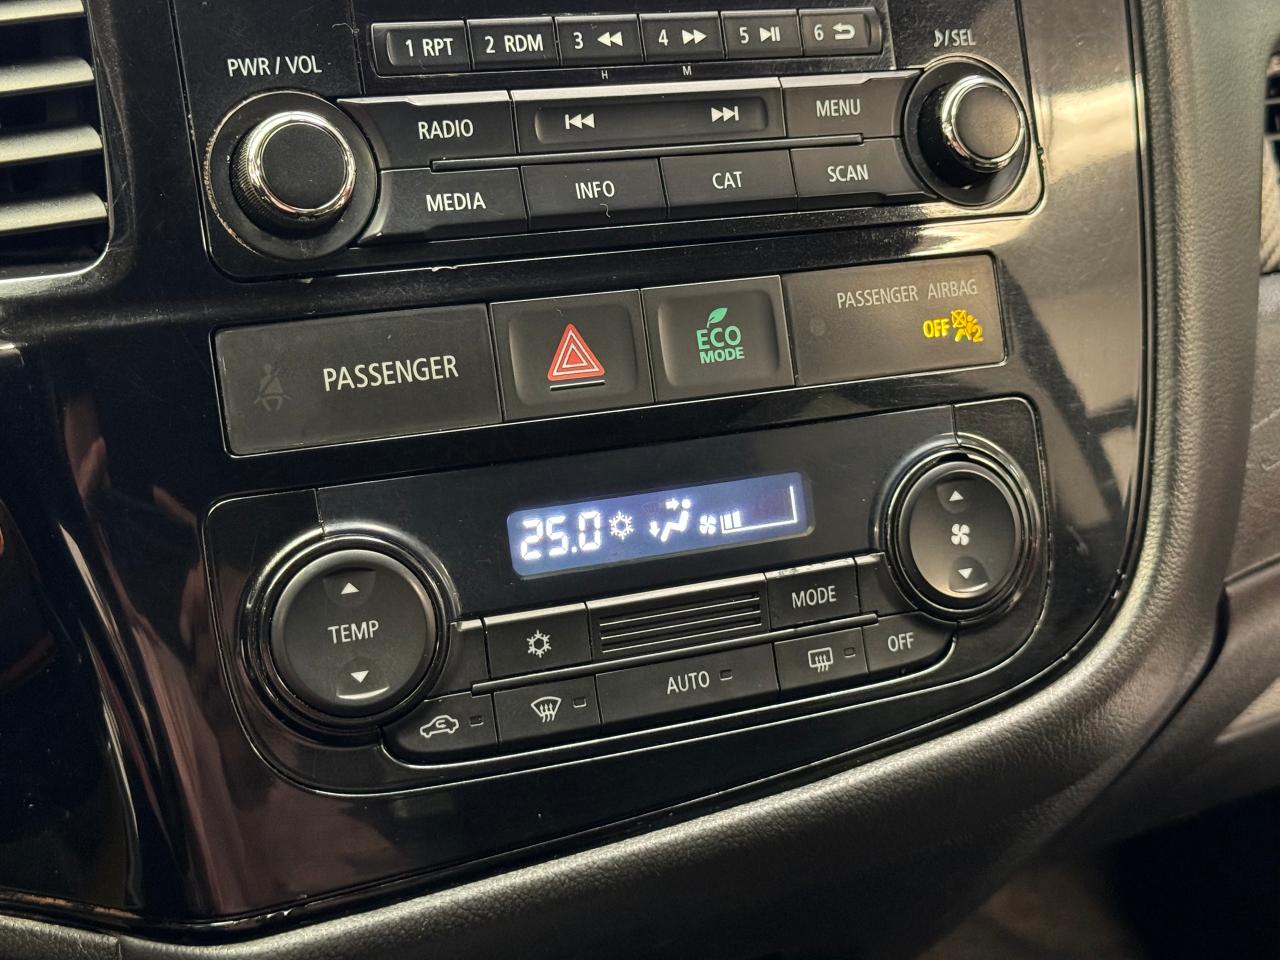 1 RPT
2 RDM
3
4
5
6
H
M
PWR / VOL
♪/SEL
RADIO
MENU
MEDIA
INFO
CAT
SCAN
PASSENGER
ECO
MODE
PASSENGER AIRBAG
OFF
2
25.0
TEMP
MODE
AUTO
OFF